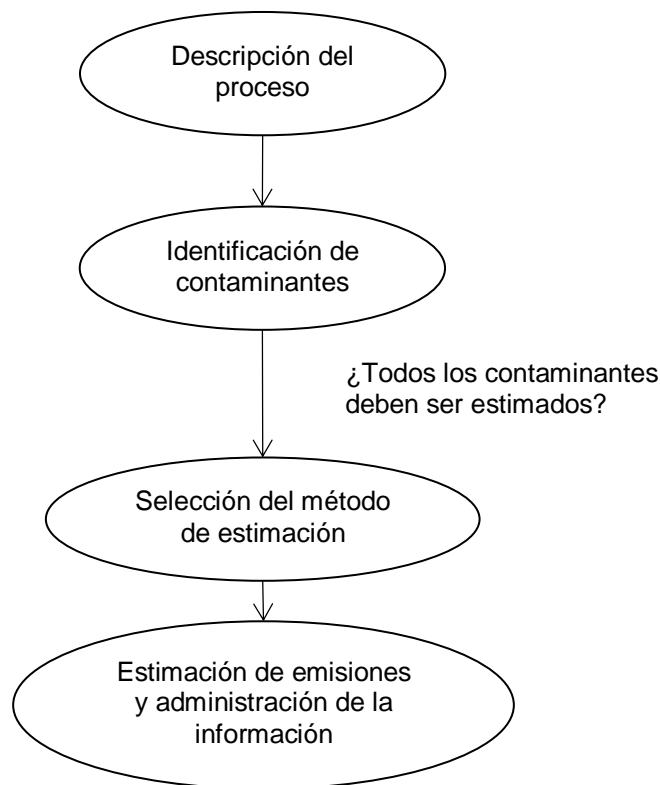 Descripción del
proceso
Identificación de
contaminantes
¿Todos los contaminantes
deben ser estimados?
Selección del método
de estimación
Estimación de emisiones
y administración de la
información